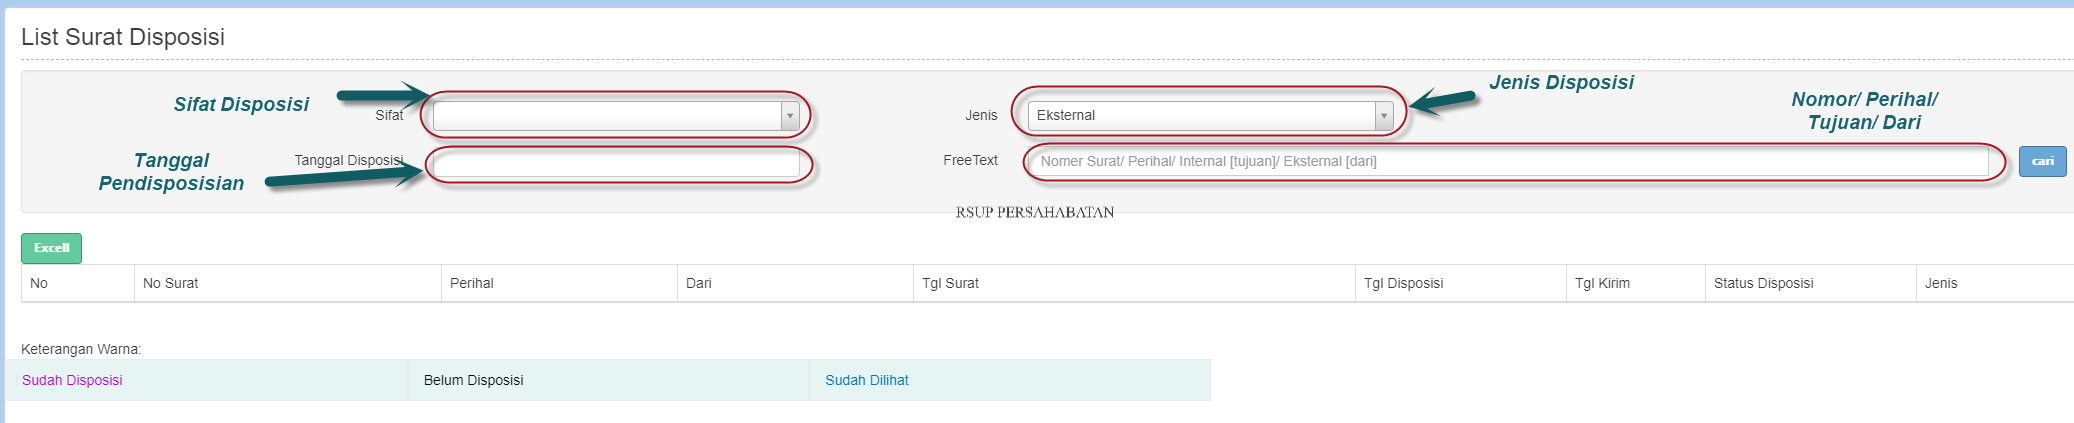 List Surat Disposisi
Sifat Disposisi
Sifat
Jenis
Eksternal
Jenis Disposisi
Nomor/ Perihal/
Tujuan/ Dari
Tanggal
Pendisposisian
Tanggal Disposisi
FreeText
Nomer Surat/ Perihal/ Internal [tujuan]/ Eksternal [dari]
cari
RSUP PERSAHABATAN
Excell
No No Surat Perihal Dari Tgl Surat Tgl Disposisi Tgl Kirim Status Disposisi Jenis
Keterangan Warna:
Sudah Disposisi Belum Disposisi Sudah Dilihat